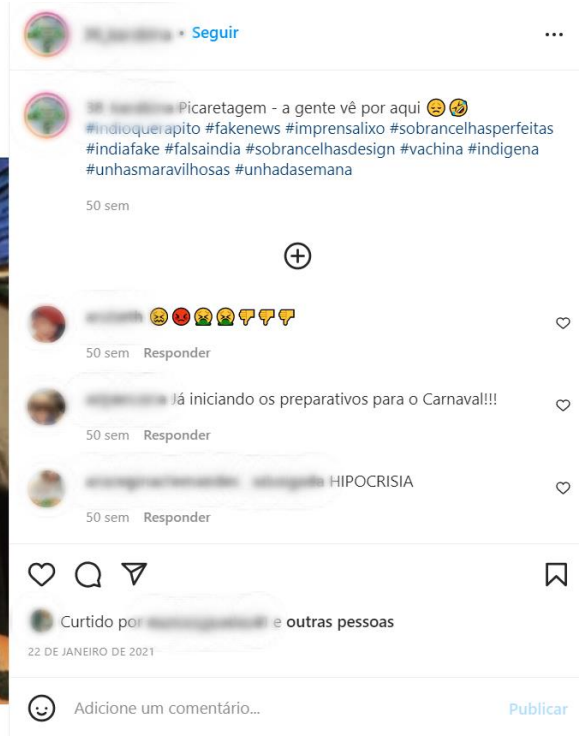 • Seguir
Picaretagem - a gente vê por aqui 😔🤣
#indioquerapito #fakenews #imprensalixo #sobrancelhasperfeitas
#indiafake #falsaindia #sobrancelhasdesign #vachina #indigena
#unhasmaravilhosas #unhadasemana
50 sem
😖😡🤮🤮👎👎👎
50 sem Responder
Já iniciando os preparativos para o Carnaval!!!
50 sem Responder
HIPOCRISIA
50 sem Responder
Curtido por e outras pessoas
22 DE JANEIRO DE 2021
Adicione um comentário... Publicar